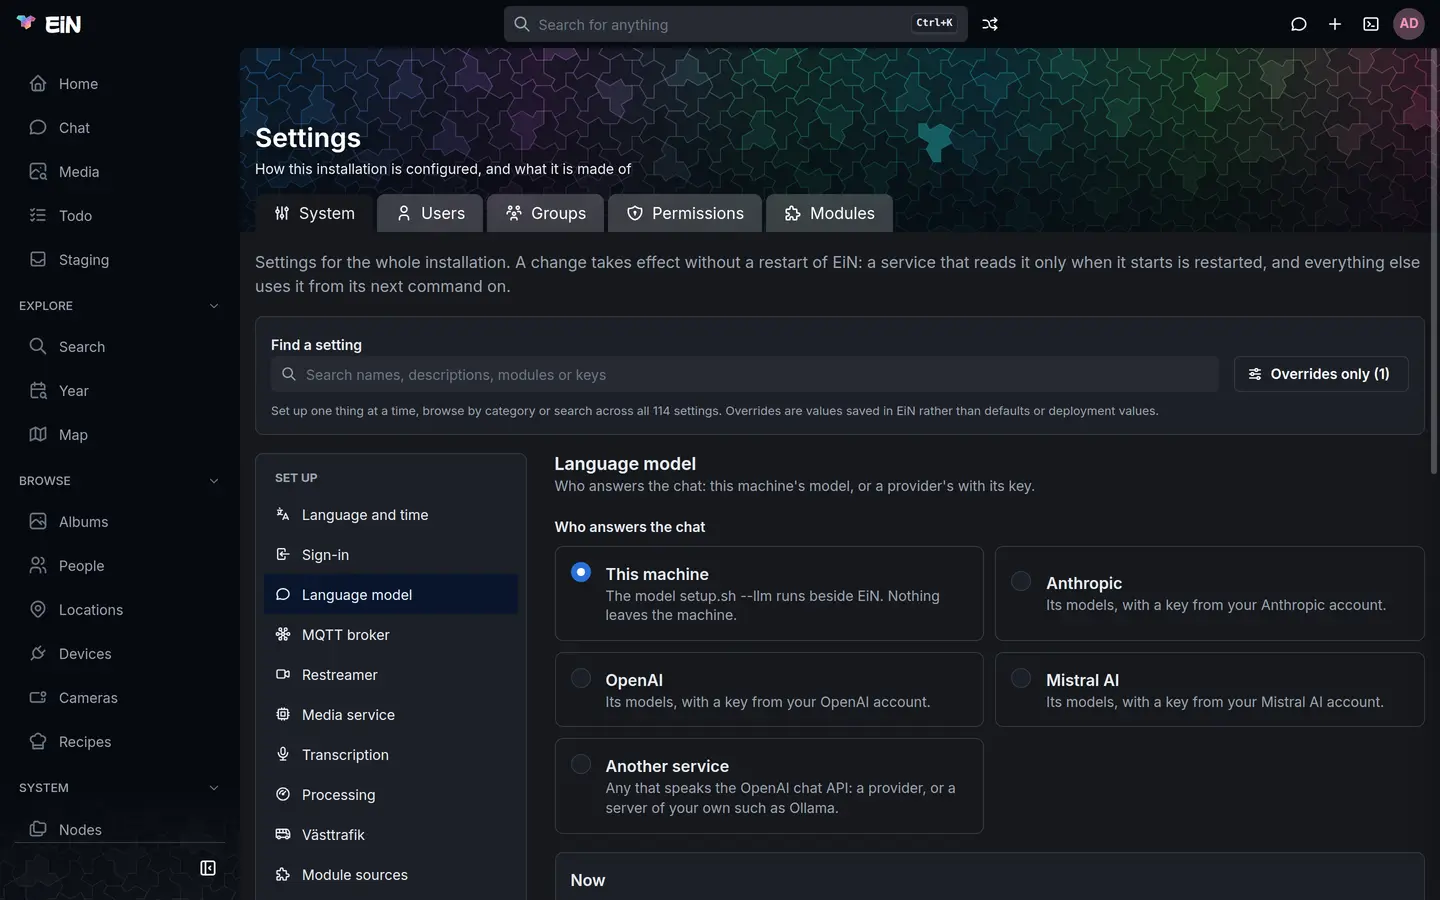 EiN
Search for anything
Ctrl+K
AD
Home
Chat
Media
Todo
Staging
EXPLORE
Search
Year
Map
BROWSE
Albums
People
Locations
Devices
Cameras
Recipes
SYSTEM
Nodes
Settings
How this installation is configured, and what it is made of
System
Users
Groups
Permissions
Modules
Settings for the whole installation. A change takes effect without a restart of EiN: a service that reads it only when it starts is restarted, and everything else
uses it from its next command on.
Find a setting
Search names, descriptions, modules or keys
Overrides only (1)
Set up one thing at a time, browse by category or search across all 114 settings. Overrides are values saved in EiN rather than defaults or deployment values.
SET UP
Language and time
Sign-in
Language model
MQTT broker
Restreamer
Media service
Transcription
Processing
Västtrafik
Module sources
Language model
Who answers the chat: this machine's model, or a provider's with its key.
Who answers the chat
This machine
The model setup.sh --llm runs beside EiN. Nothing
leaves the machine.
Anthropic
Its models, with a key from your Anthropic account.
OpenAI
Its models, with a key from your OpenAI account.
Mistral AI
Its models, with a key from your Mistral AI account.
Another service
Any that speaks the OpenAI chat API: a provider, or a
server of your own such as Ollama.
Now